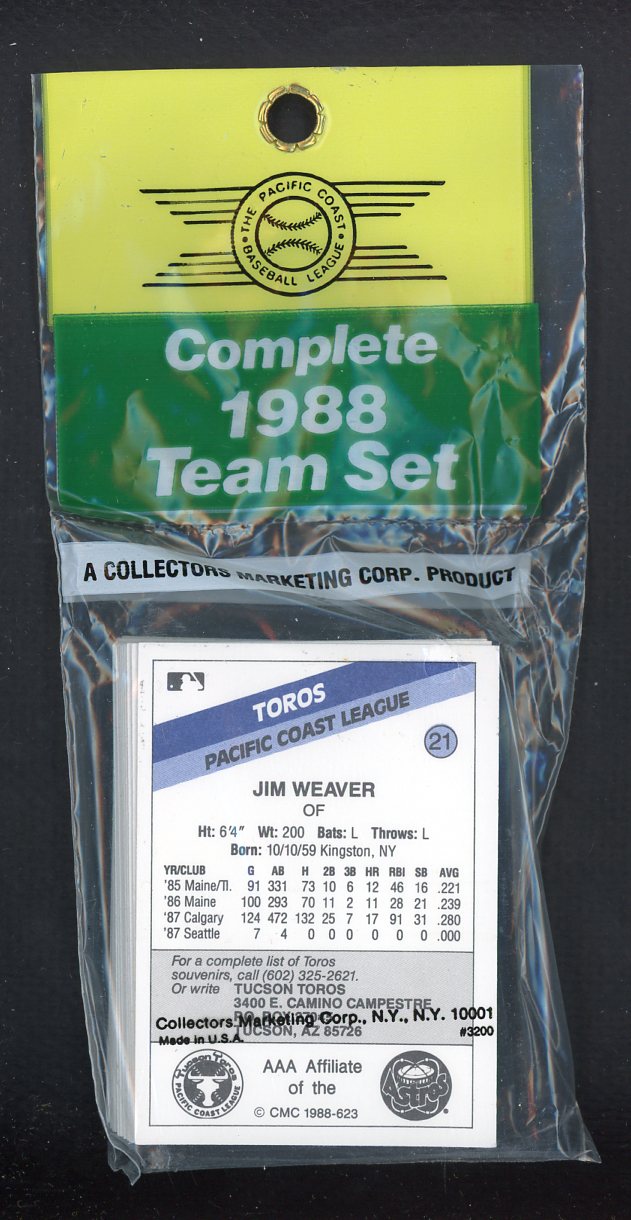 THE PACIFIC COAST
BASEBALL LEAGUE
Complete
1988
Team Set
A COLLECTORS MARKETING CORP. PRODUCT
TOROS
PACIFIC COAST LEAGUE
21
JIM WEAVER
OF
Ht: 6'4" Wt: 200 Bats: L Throws: L
Born: 10/10/59 Kingston, NY
YR/CLUB G AB H 2B 3B HR RBI SB AVG
'85 Maine/Tl. 91 331 73 10 6 12 46 16 .221
'86 Maine 100 293 70 11 2 11 28 21 .239
'87 Calgary 124 472 132 25 7 17 91 31 .280
'87 Seattle 7 4 0 0 0 0 0 0 .000
For a complete list of Toros
souvenirs, call (602) 325-2621.
Or write TUCSON TOROS
3400 E. CAMINO CAMPESTRE
P.O. BOX
Collectors Marketing Corp., N.Y., N.Y. 10001
TUCSON, AZ 85726
#3200
Made in U.S.A.
Tucson Toros
PACIFIC COAST LEAGUE
AAA Affiliate
of the
Astros
© CMC 1988-623